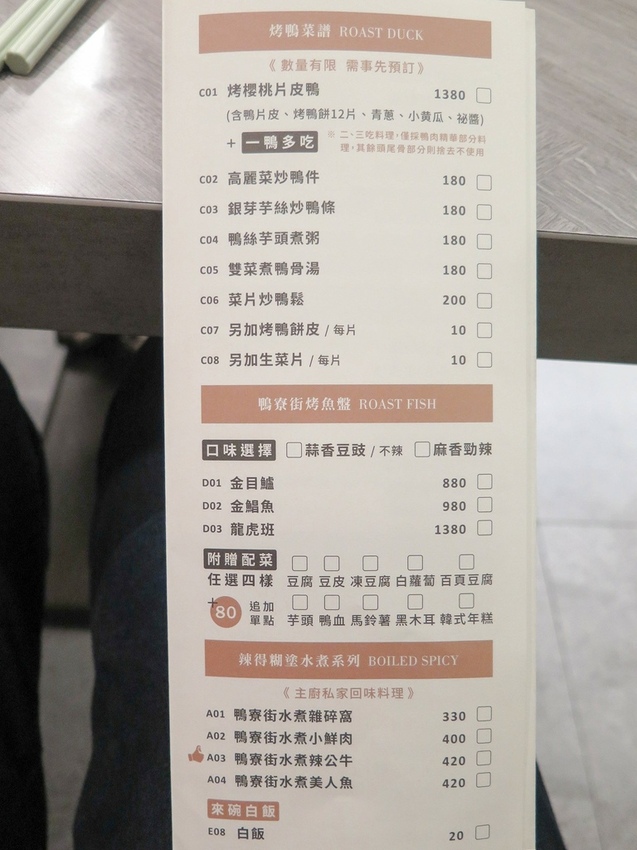 烤鴨菜譜 ROAST DUCK
《 數量有限 需事先預訂 》
C01 烤櫻桃片皮鴨 1380
(含鴨片皮、烤鴨餅12片、青蔥、小黃瓜、祕醬)
+ 一鴨多吃 ※ 二、三吃料理，僅採鴨肉精華部分料
理，其餘頭尾骨部分則捨去不使用
C02 高麗菜炒鴨件 180
C03 銀芽芋絲炒鴨條 180
C04 鴨絲芋頭煮粥 180
C05 雙菜煮鴨骨湯 180
C06 菜片炒鴨鬆 200
C07 另加烤鴨餅皮 / 每片 10
C08 另加生菜片 / 每片 10
鴨寮街烤魚盤 ROAST FISH
口味選擇 蒜香豆豉 / 不辣 麻香勁辣
D01 金目鱸 880
D02 金鯧魚 980
D03 龍虎班 1380
附贈配菜
任選四樣 豆腐 豆皮 凍豆腐 白蘿蔔 百頁豆腐
+80 追加
單點 芋頭 鴨血 馬鈴薯 黑木耳 韓式年糕
辣得糊塗水煮系列 BOILED SPICY
《 主廚私家回味料理 》
A01 鴨寮街水煮雜碎窩 330
A02 鴨寮街水煮小鮮肉 400
A03 鴨寮街水煮辣公牛 420
A04 鴨寮街水煮美人魚 420
來碗白飯
E08 白飯 20